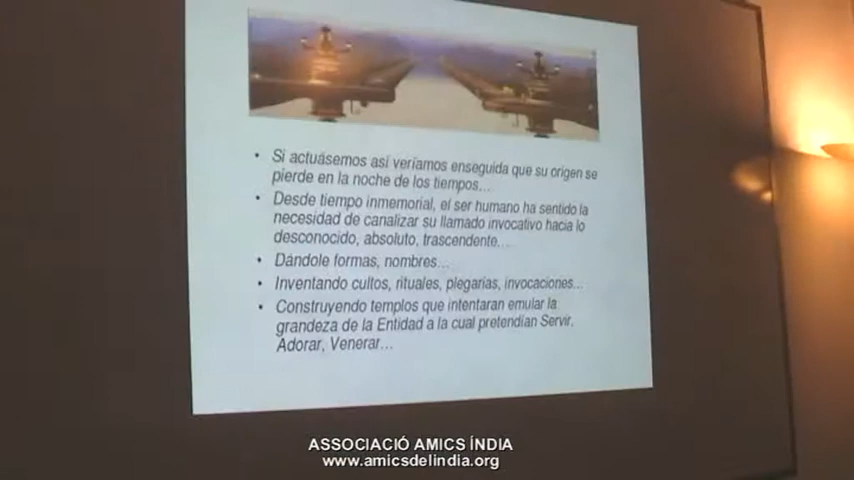 • Si actuásemos así veríamos enseguida que su origen se
pierde en la noche de los tiempos...
• Desde tiempo inmemorial, el ser humano ha sentido la
necesidad de canalizar su llamado invocativo hacia lo
desconocido, absoluto, trascendente....
• Dándole formas, nombres...
• Inventando cultos, rituales, plegarias, invocaciones...
• Construyendo templos que intentaran emular la
grandeza de la Entidad a la cual pretendían Servir,
Adorar, Venerar...
ASSOCIACIÓ AMICS ÍNDIA
www.amicsdelindia.org